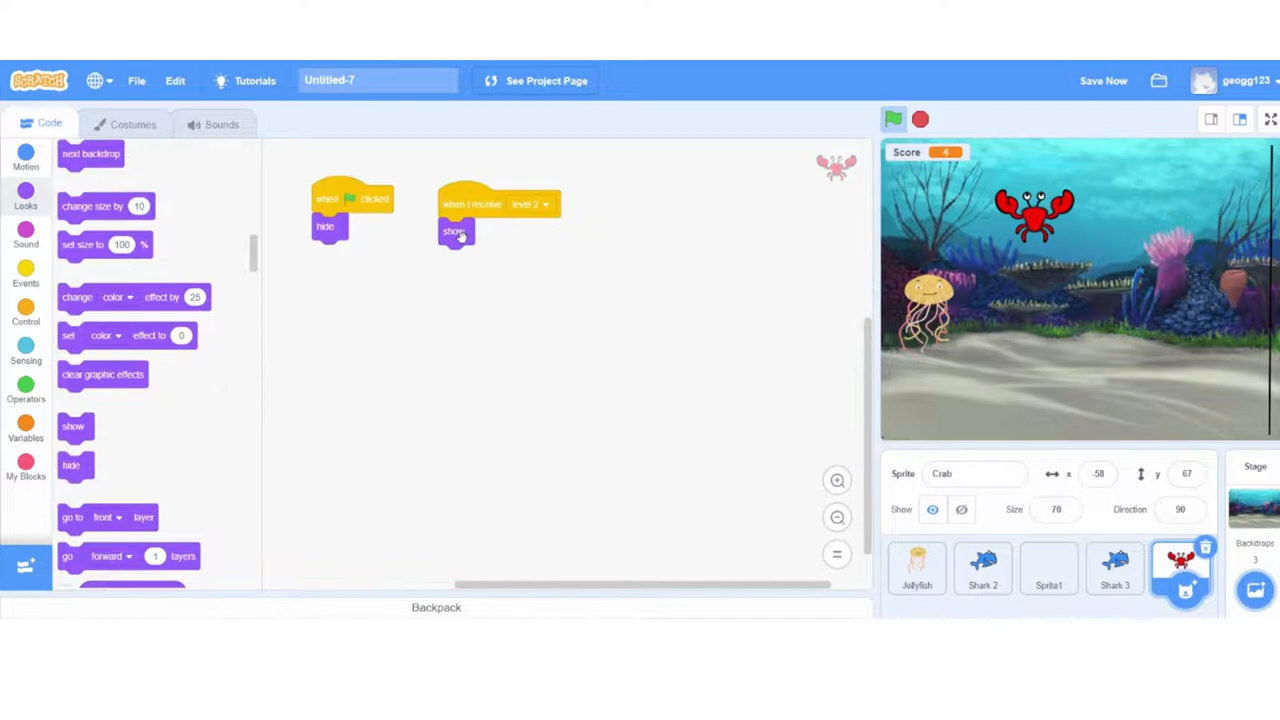 SCRATCH File Edit Tutorials Untitled-7 See Project Page Save Now geogg123
Code Costumes Sounds
Motion
Looks
Sound
Events
Control
Sensing
Operators
Variables
My Blocks
next backdrop
change size by 10
set size to 100 %
change color effect by 25
set color effect to 0
clear graphic effects
show
hide
go to front layer
go forward 1 layers
when clicked
hide
when I receive level 2
show
Score 4
Sprite Crab x -58 y 67
Show Size 70 Direction 90
Jellyfish Shark 2 Sprite1 Shark 3
Stage
Backdrops
3
Backpack